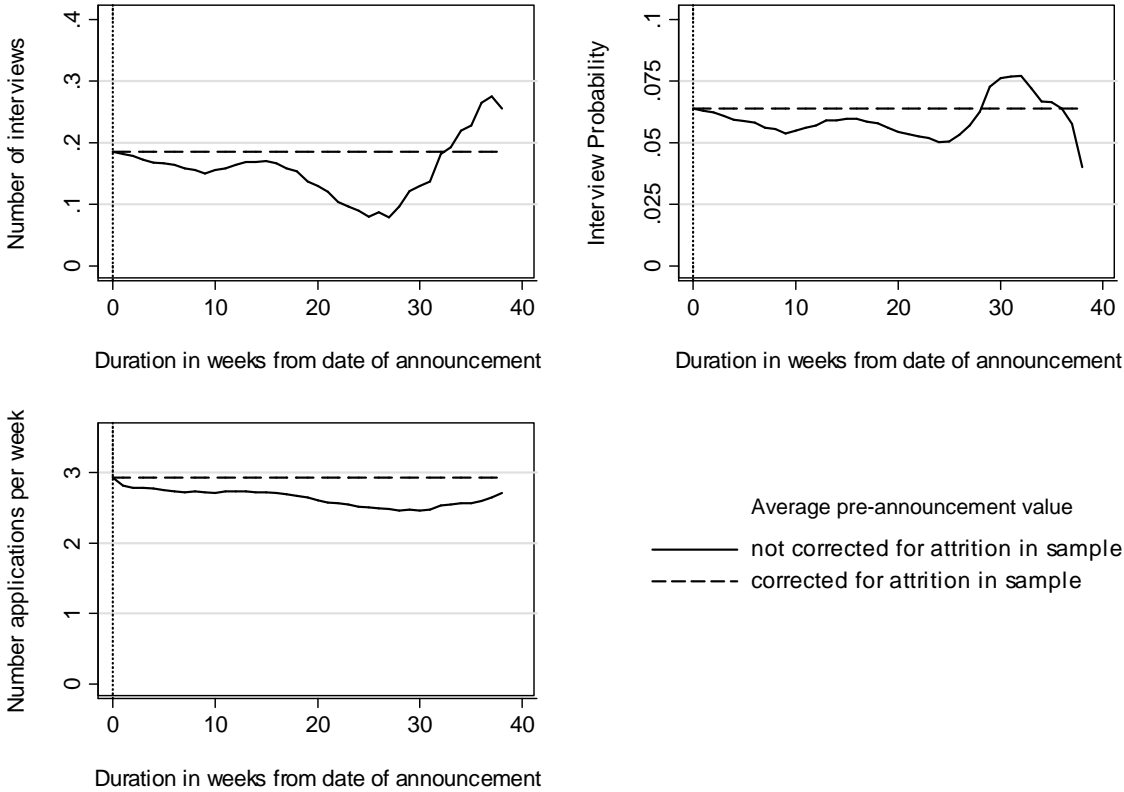 Number of interviews
.4
.3
.2
.1
0
0 10 20 30 40
Duration in weeks from date of announcement
Interview Probability
.1
.075
.05
.025
0
0 10 20 30 40
Duration in weeks from date of announcement
Number applications per week
3
2
1
0
0 10 20 30 40
Duration in weeks from date of announcement
Average pre-announcement value
not corrected for attrition in sample
corrected for attrition in sample